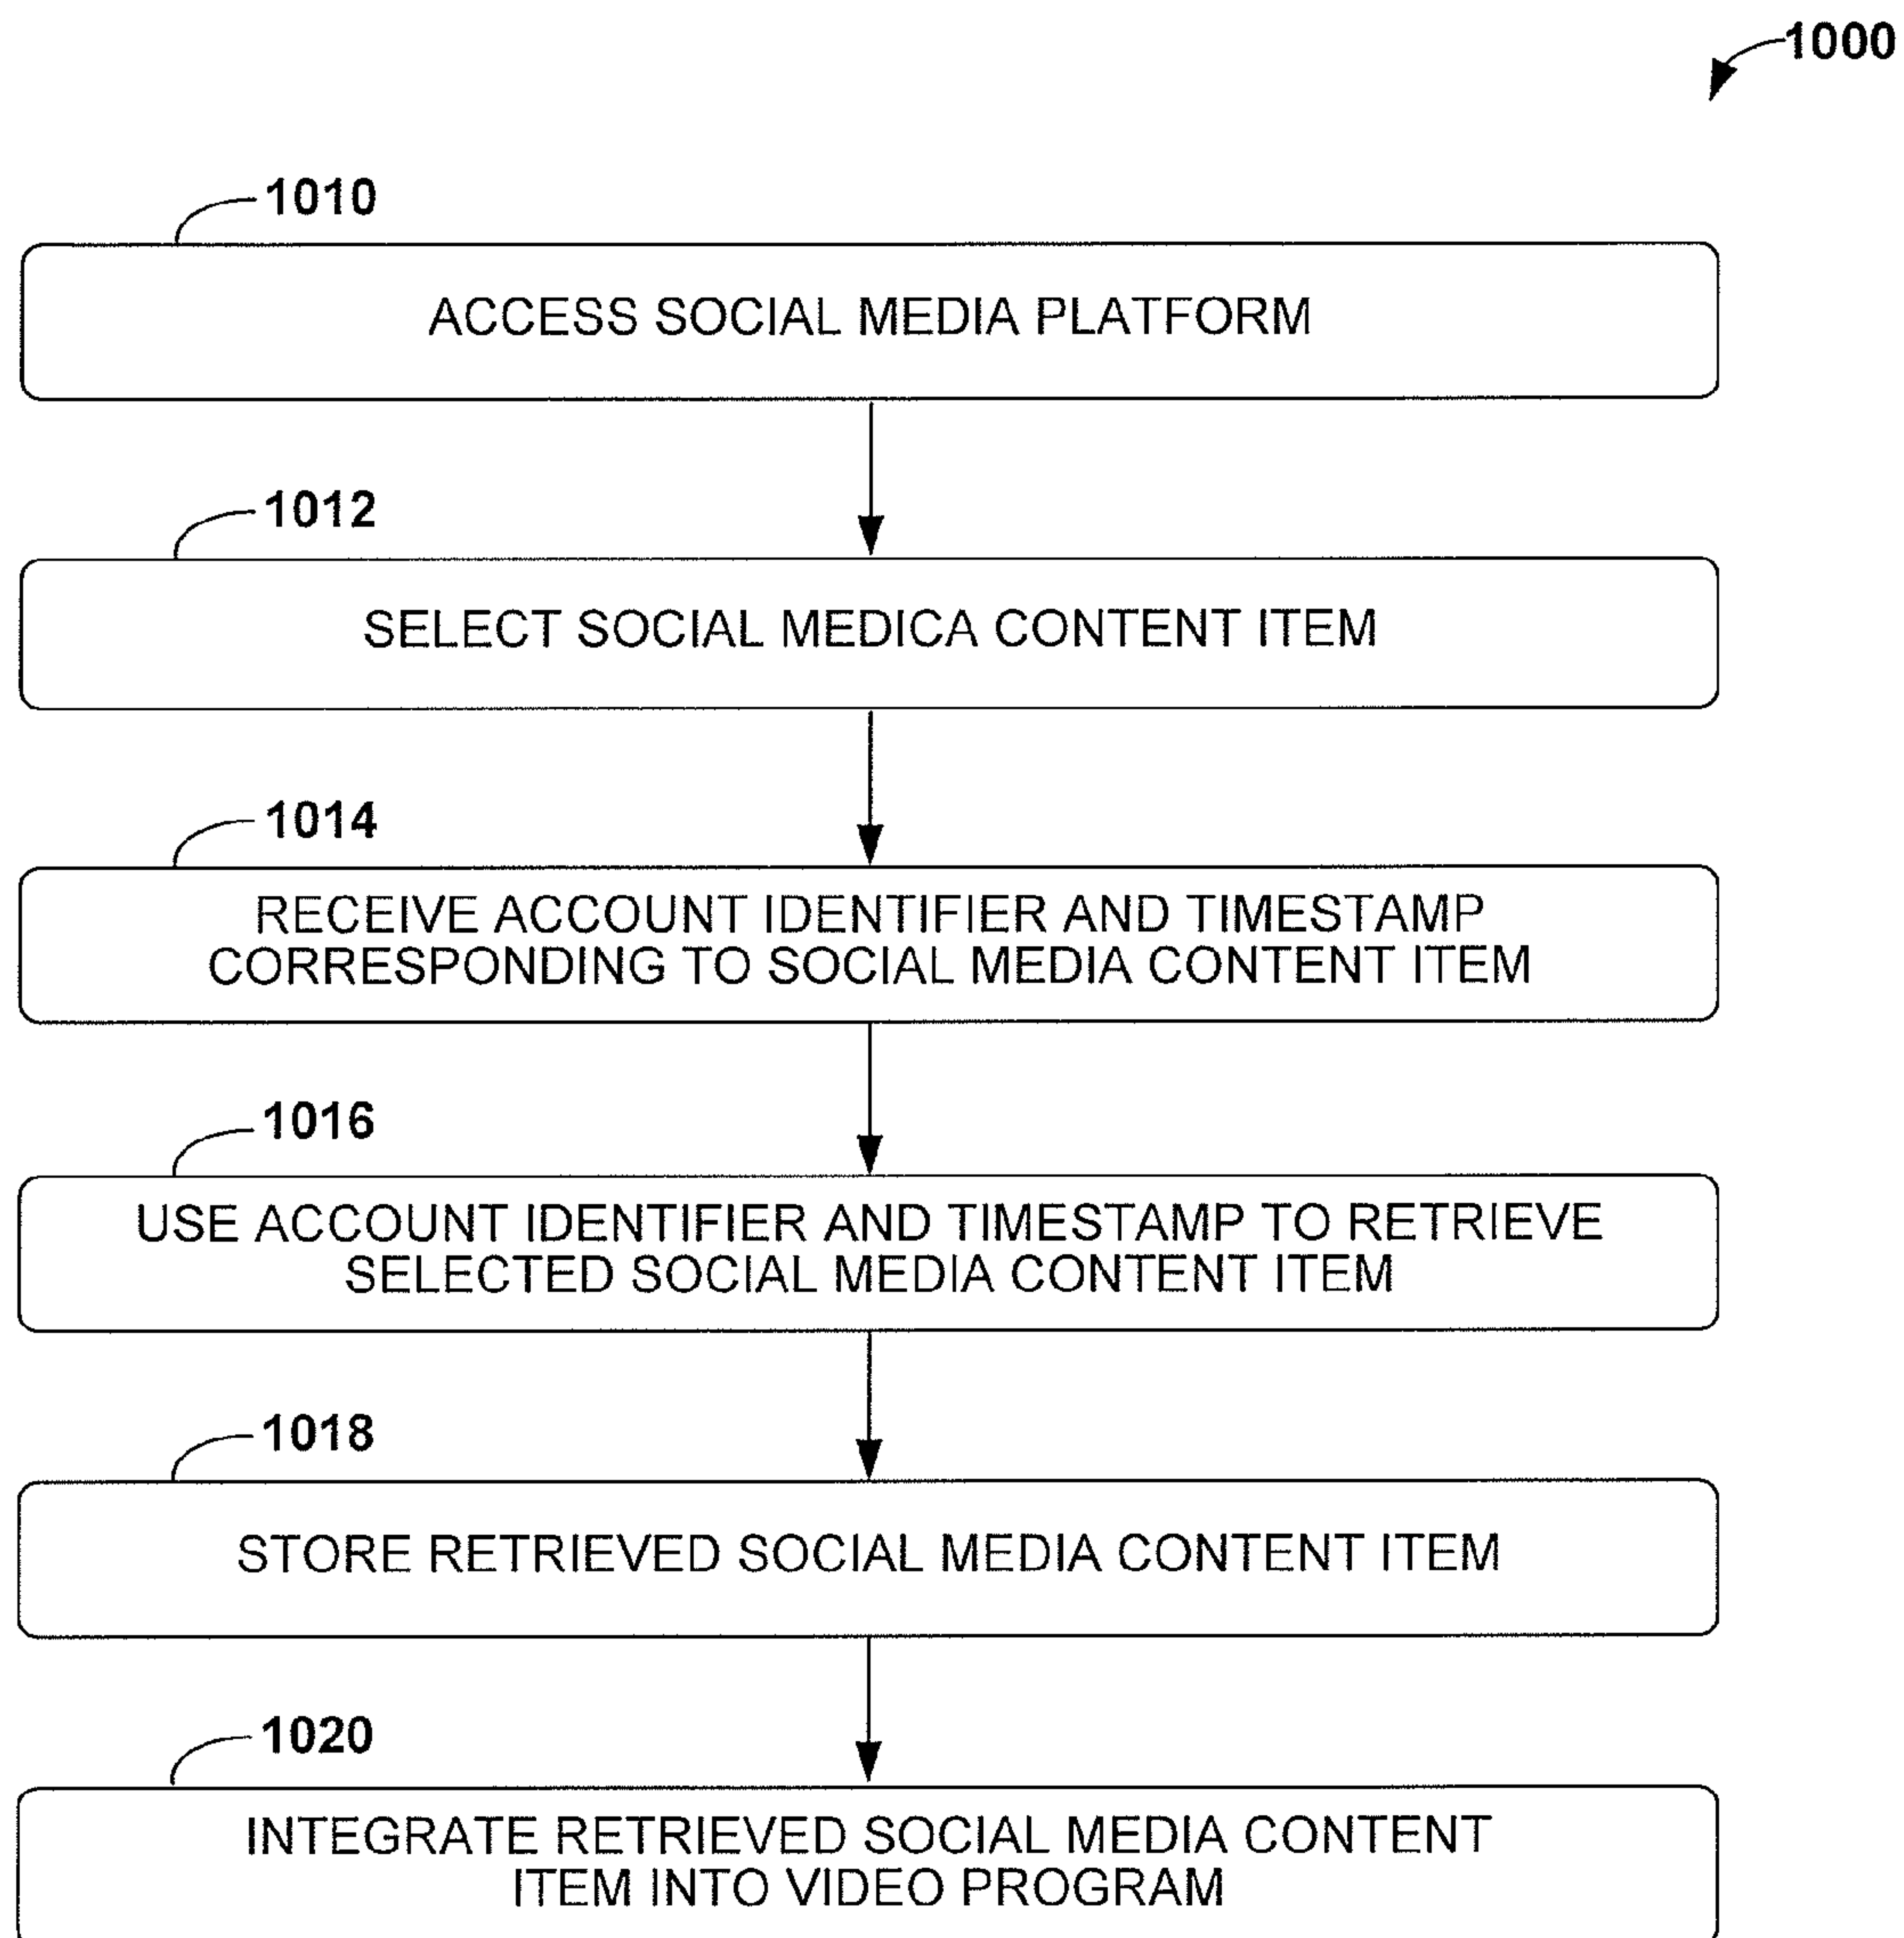 1000
1010
ACCESS SOCIAL MEDIA PLATFORM
1012
SELECT SOCIAL MEDICA CONTENT ITEM
1014
RECEIVE ACCOUNT IDENTIFIER AND TIMESTAMP
CORRESPONDING TO SOCIAL MEDIA CONTENT ITEM
1016
USE ACCOUNT IDENTIFIER AND TIMESTAMP TO RETRIEVE
SELECTED SOCIAL MEDIA CONTENT ITEM
1018
STORE RETRIEVED SOCIAL MEDIA CONTENT ITEM
1020
INTEGRATE RETRIEVED SOCIAL MEDIA CONTENT
ITEM INTO VIDEO PROGRAM